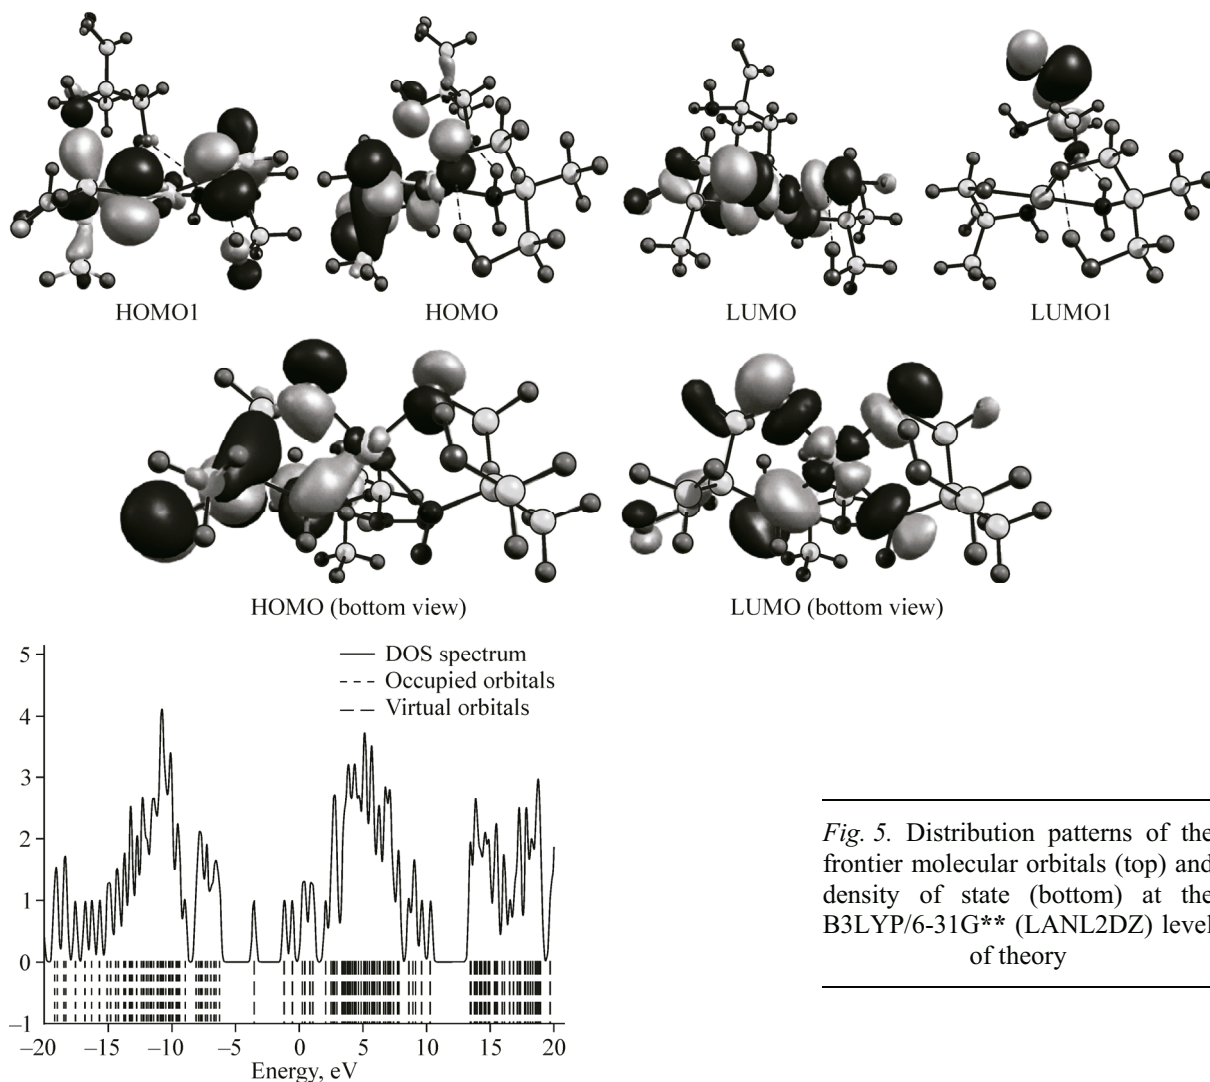 HOMO1 HOMO LUMO LUMO1
HOMO (bottom view) LUMO (bottom view)
5
4
3
2
1
0
–1
DOS spectrum
Occupied orbitals
Virtual orbitals
–20 –15 –10 –5 0 5 10 15 20
Energy, eV
Fig. 5. Distribution patterns of the
frontier molecular orbitals (top) and
density of state (bottom) at the
B3LYP/6-31G** (LANL2DZ) level
of theory